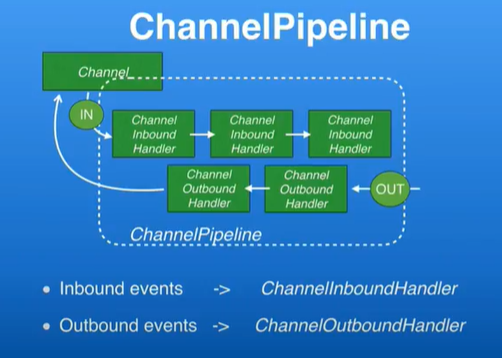 ChannelPipeline
Channel
IN
Channel
Inbound
Handler
Channel
Inbound
Handler
Channel
Inbound
Handler
Channel
Outbound
Handler
Channel
Outbound
Handler
OUT
ChannelPipeline
• Inbound events -> ChannelInboundHandler
• Outbound events -> ChannelOutboundHandler